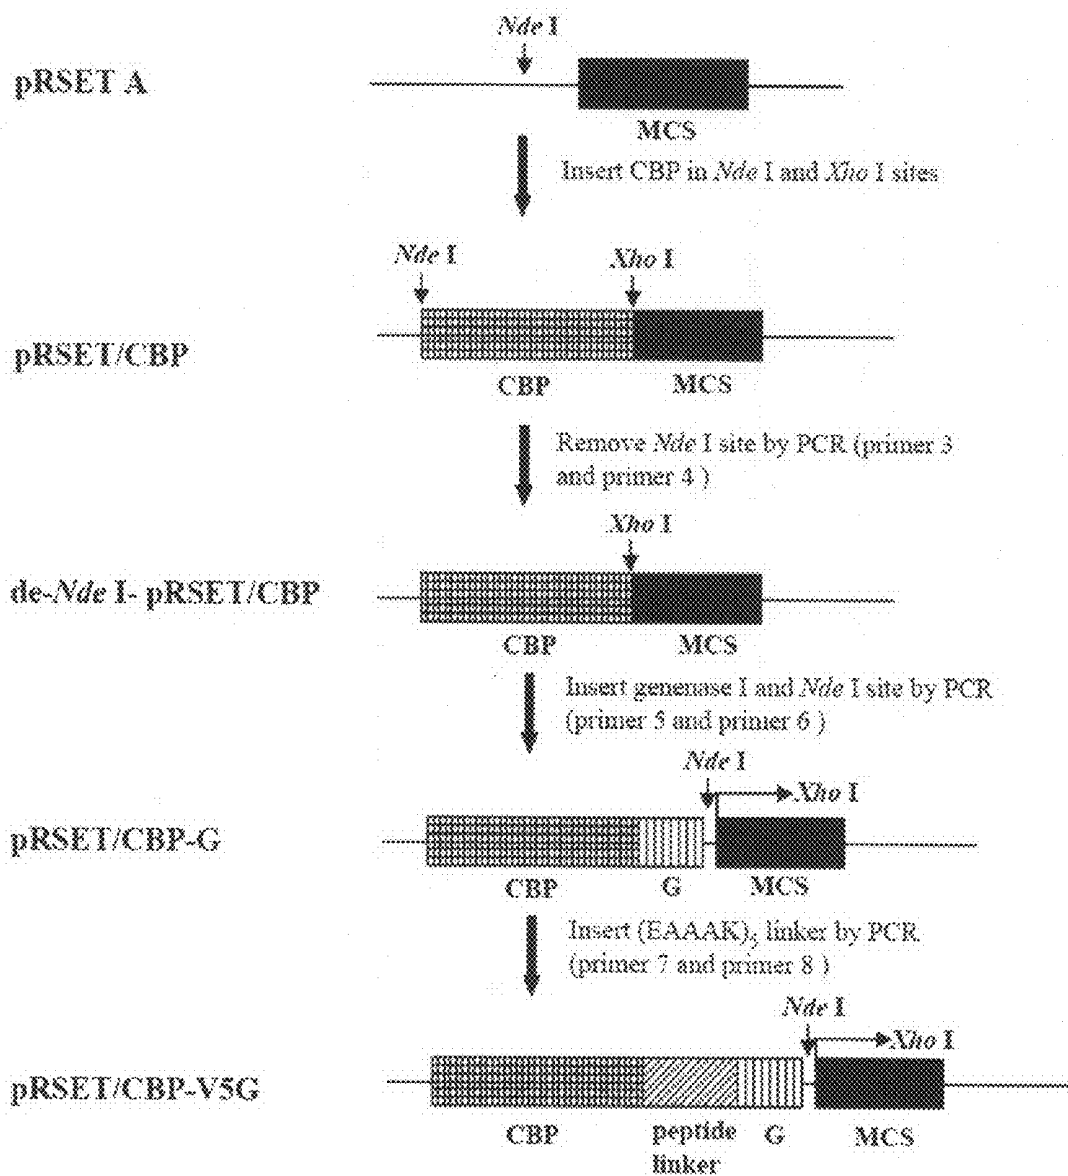 Nde I
pRSET A
MCS
Insert CBP in Nde I and Xho I sites
Nde I
Xho I
pRSET/CBP
CBP
MCS
Remove Nde I site by PCR (primer 3
and primer 4 )
Xho I
de-Nde I- pRSET/CBP
CBP
MCS
Insert genenase I and Nde I site by PCR
(primer 5 and primer 6 )
Nde I
Xho I
pRSET/CBP-G
CBP
G
MCS
Insert (EAAAK)5 linker by PCR
(primer 7 and primer 8 )
Nde I
Xho I
pRSET/CBP-V5G
CBP
peptide
linker
G
MCS